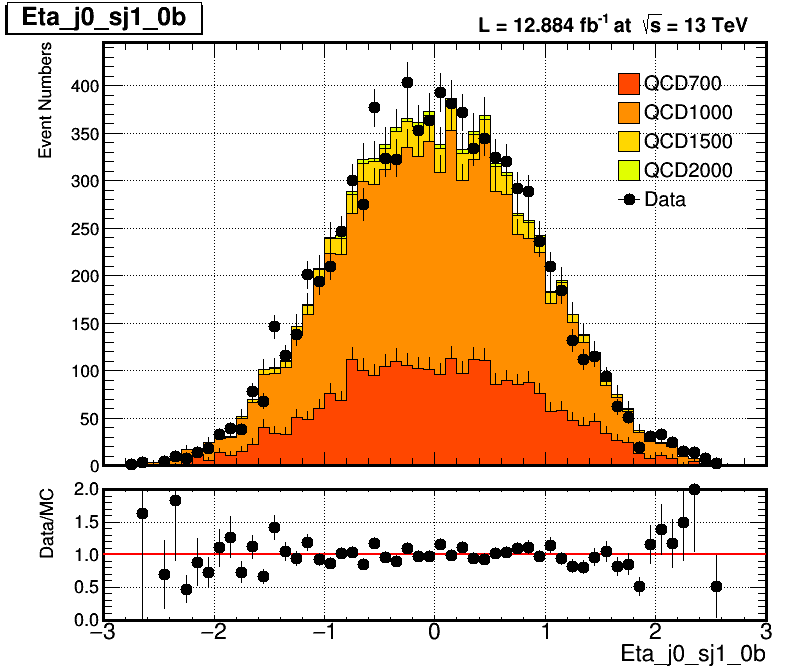 Eta_j0_sj1_0b
L = 12.884 fb-1 at √s = 13 TeV
Event Numbers
400
350
300
250
200
150
100
50
0
QCD700
QCD1000
QCD1500
QCD2000
Data
Data/MC
2.0
1.5
1.0
0.5
0.0
−3 −2 −1 0 1 2 3
Eta_j0_sj1_0b